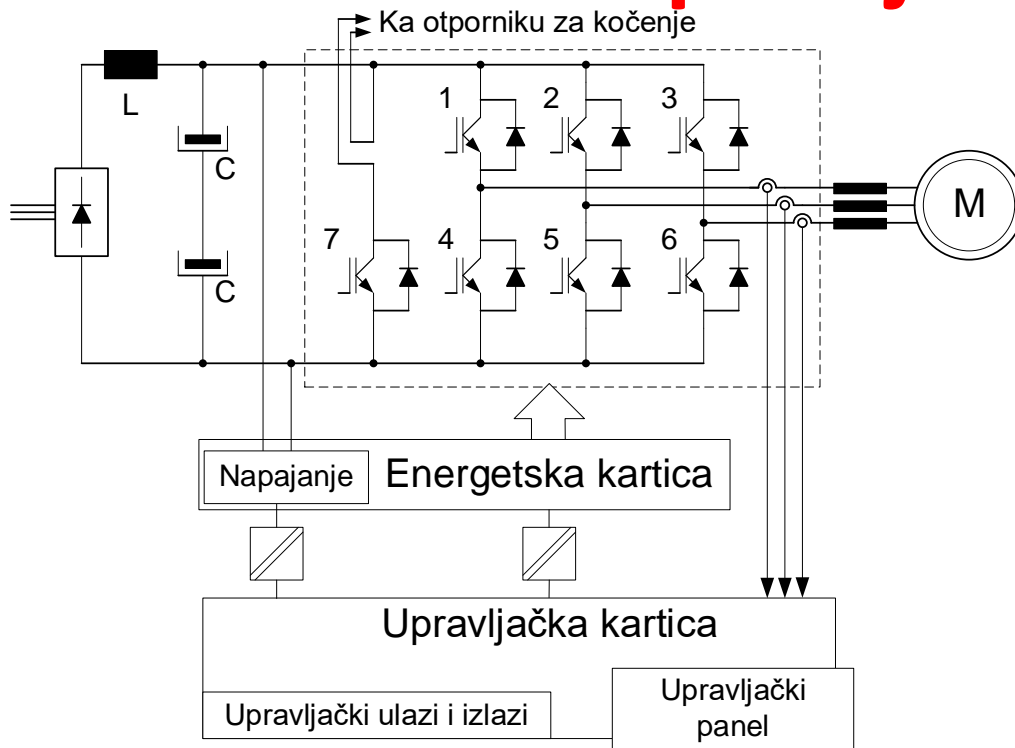 Ka otporniku za kočenje
L
C
C
1
2
3
7
4
5
6
M
Napajanje
Energetska kartica
Upravljačka kartica
Upravljački ulazi i izlazi
Upravljački
panel